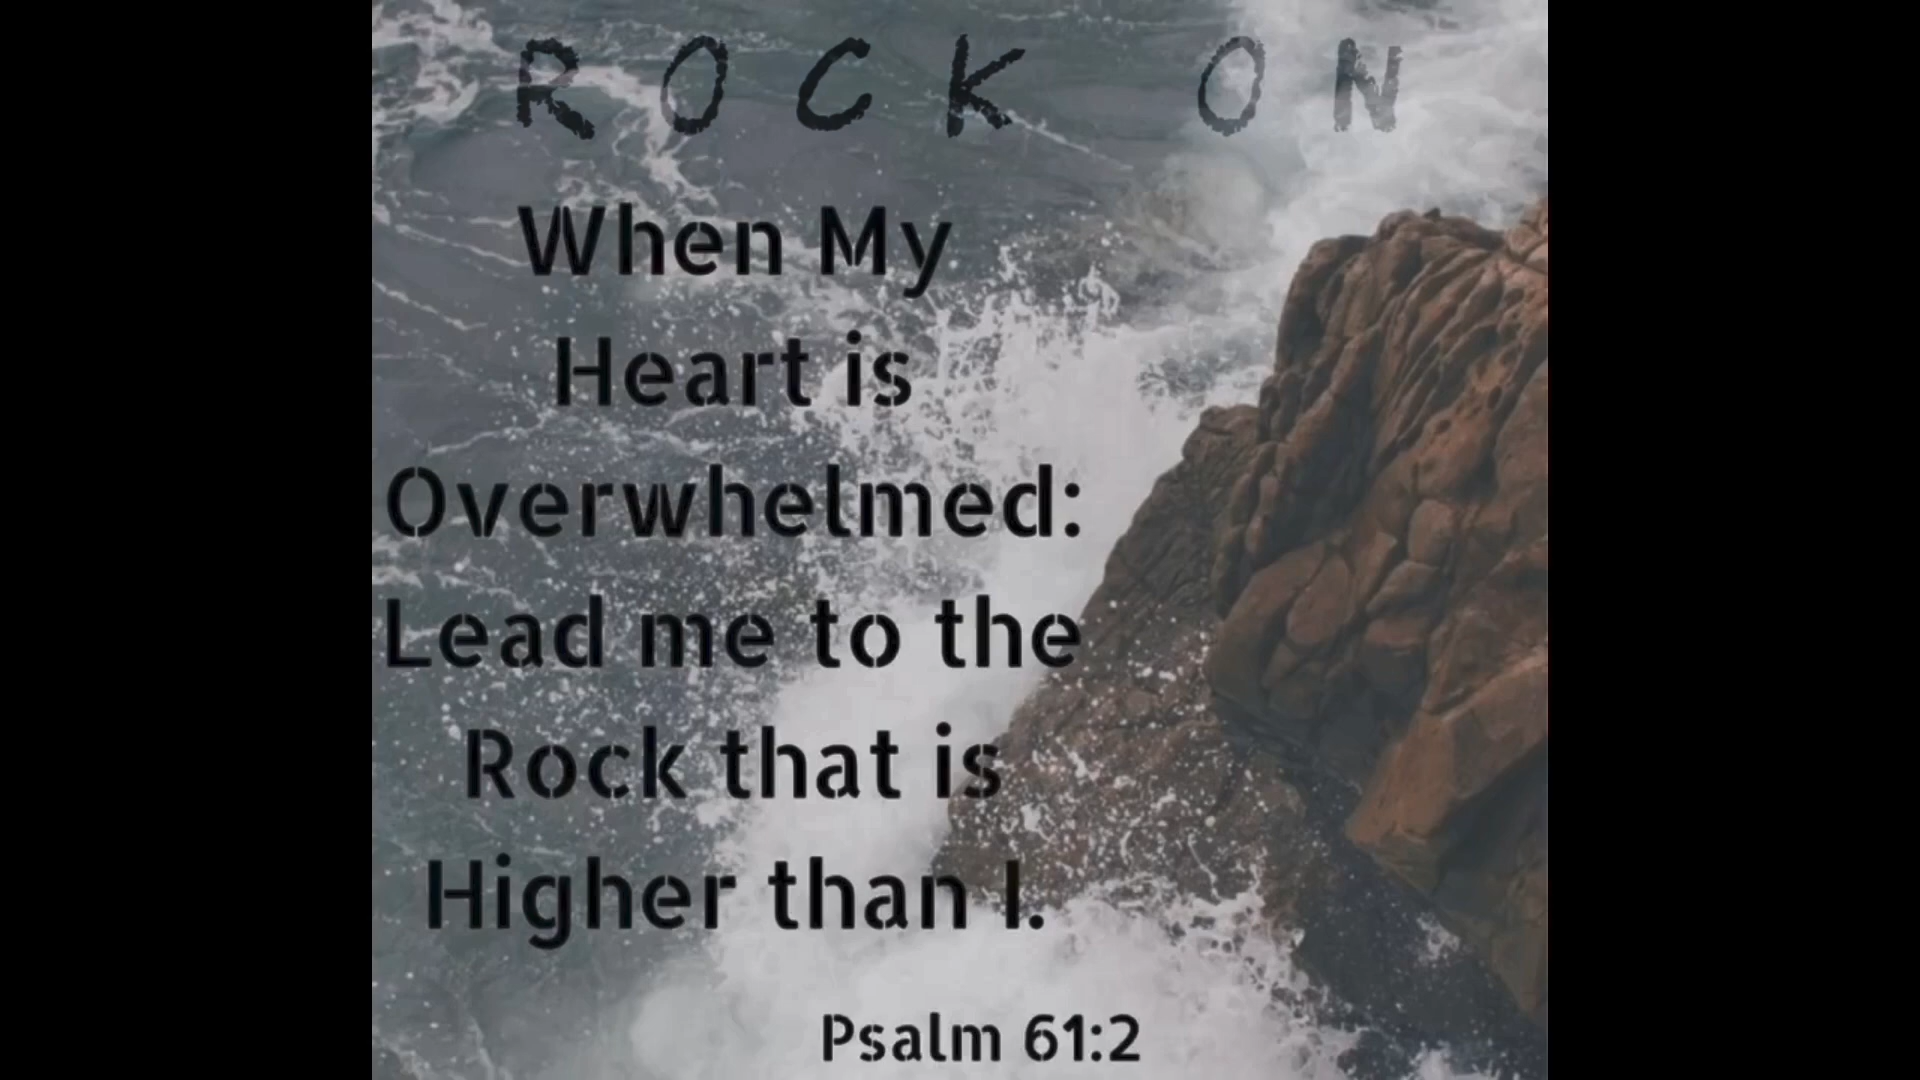 ROCK ON
When My
Heart is
Overwhelmed:
Lead me to the
Rock that is
Higher than I.
Psalm 61:2